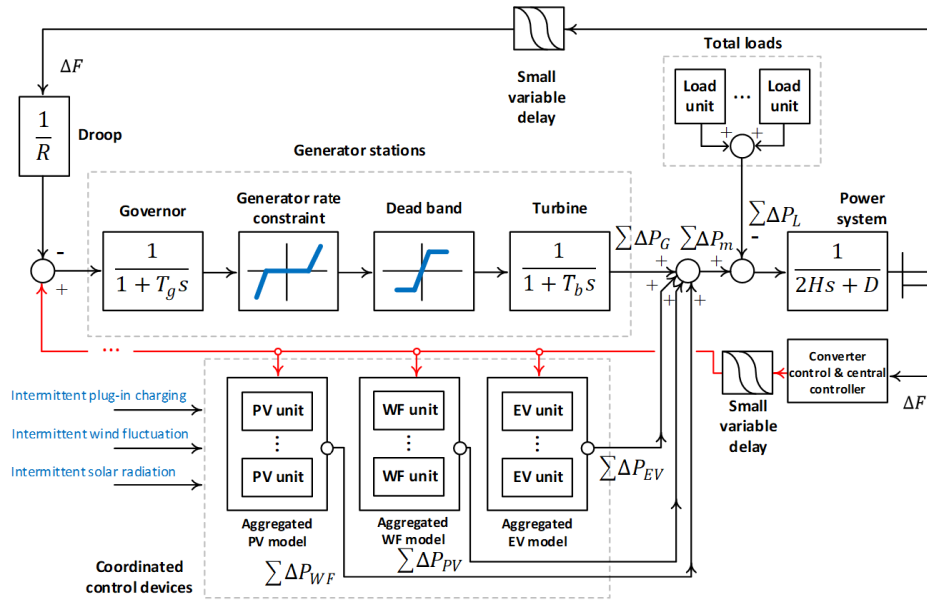 Total loads
Load
unit
...
Load
unit
+
+
ΔF
Small
variable
delay
1
R
Droop
Generator stations
Governor
Generator rate
constraint
Dead band
Turbine
∑ΔP_G
∑ΔP_m
∑ΔP_L
Power
system
-
+
1
1 + T_g s
1
1 + T_b s
+
+
+
+
+
-
1
2Hs + D
...
Converter
control & central
controller
ΔF
Small
variable
delay
Intermittent plug-in charging
Intermittent wind fluctuation
Intermittent solar radiation
PV unit
...
PV unit
WF unit
...
WF unit
EV unit
...
EV unit
∑ΔP_EV
Aggregated
PV model
Aggregated
WF model
Aggregated
EV model
∑ΔP_WF
∑ΔP_PV
Coordinated
control devices